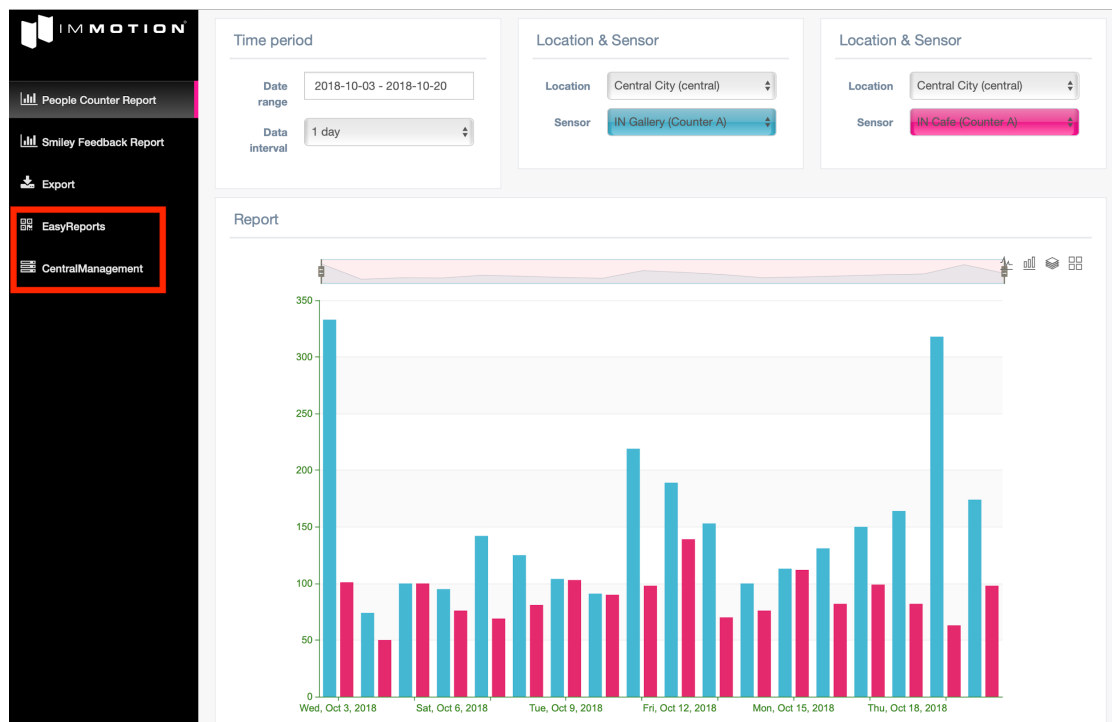 IMMOTION
People Counter Report
Smiley Feedback Report
Export
EasyReports
CentralManagement
Time period
Date range
2018-10-03 - 2018-10-20
Data interval
1 day
Location & Sensor
Location
Central City (central)
Sensor
IN Gallery (Counter A)
Location & Sensor
Location
Central City (central)
Sensor
IN Cafe (Counter A)
Report
350
300
250
200
150
100
50
0
Wed, Oct 3, 2018
Sat, Oct 6, 2018
Tue, Oct 9, 2018
Fri, Oct 12, 2018
Mon, Oct 15, 2018
Thu, Oct 18, 2018